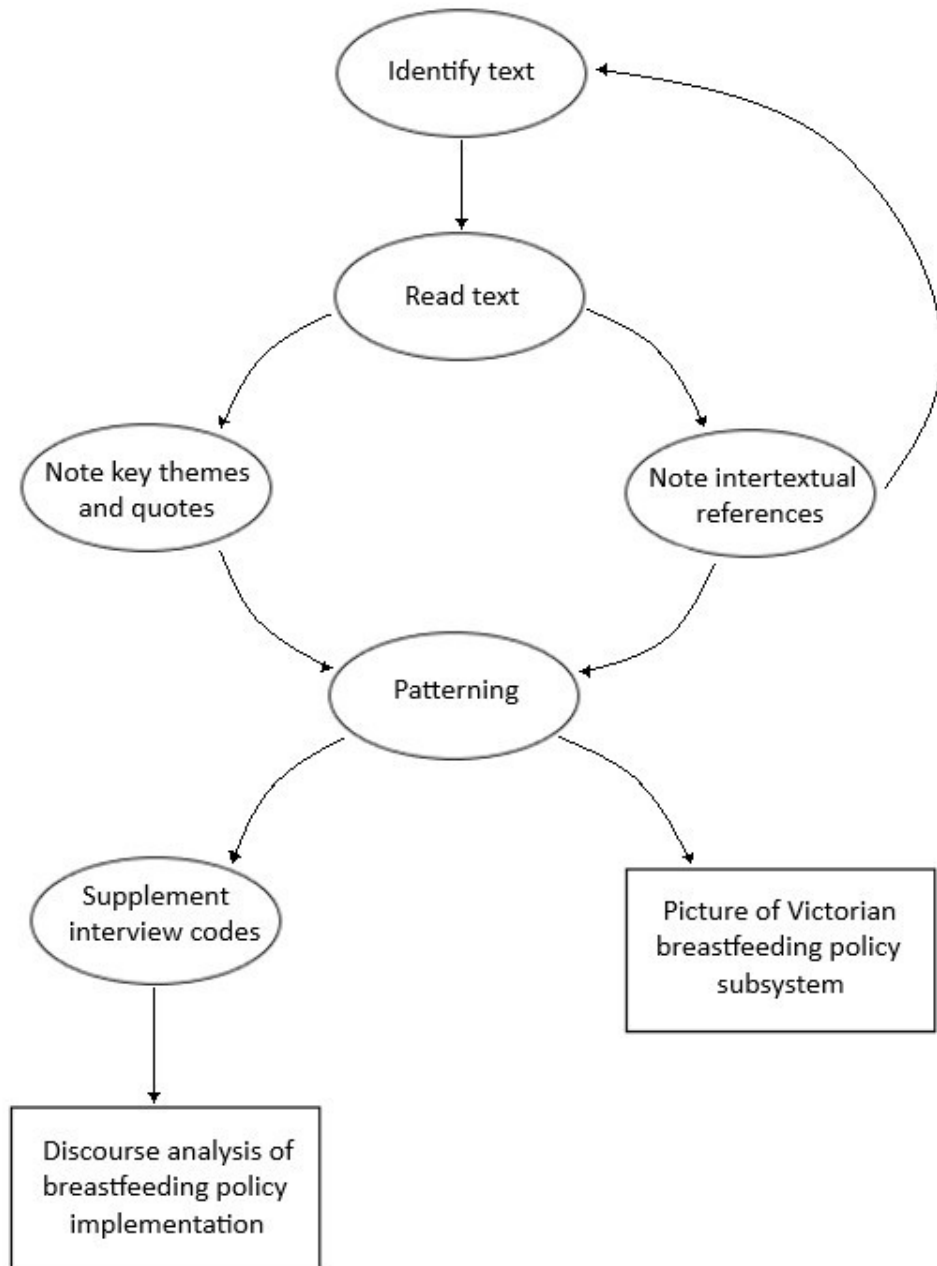 Identify text
Read text
Note key themes
and quotes
Note intertextual
references
Patterning
Supplement
interview codes
Picture of Victorian
breastfeeding policy
subsystem
Discourse analysis of
breastfeeding policy
implementation